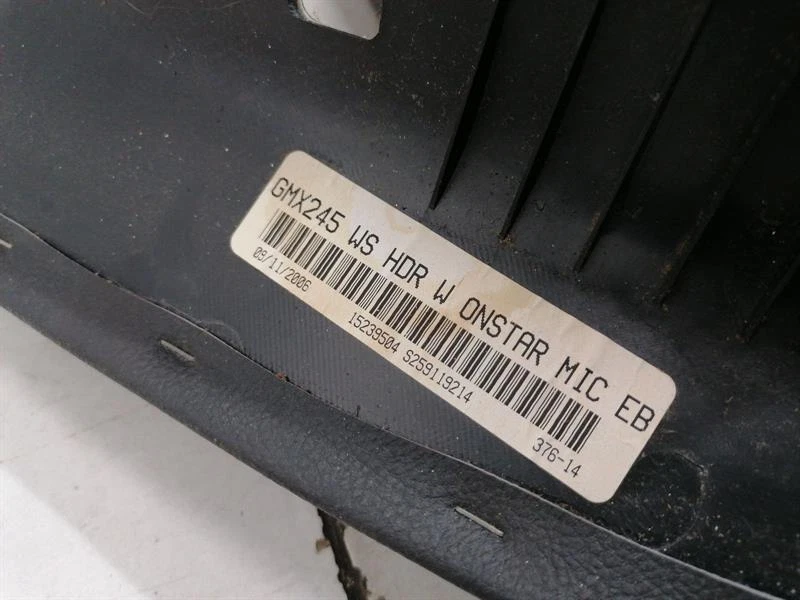 GMX245 WS HDR W ONSTAR MIC EB
09/11/2006
15239504 S259119214
376-14